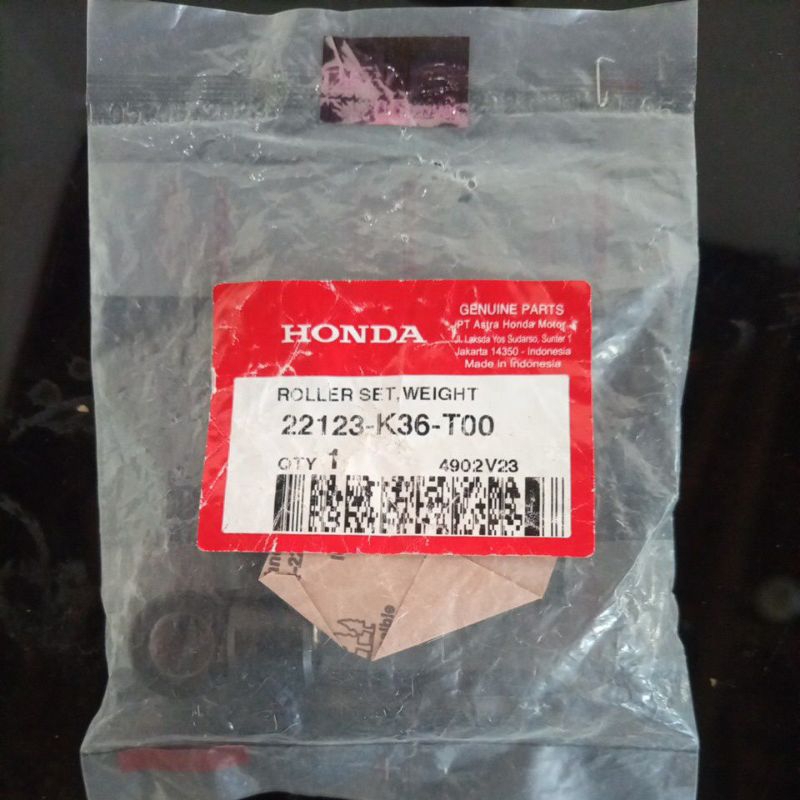 HONDA
GENUINE PARTS
PT Astra Honda Motor
Jl. Laksda Yos Sudarso, Sunter 1
Jakarta 14350 - Indonesia
Made in Indonesia
ROLLER SET, WEIGHT
22123-K36-T00
QTY 1 4902V23